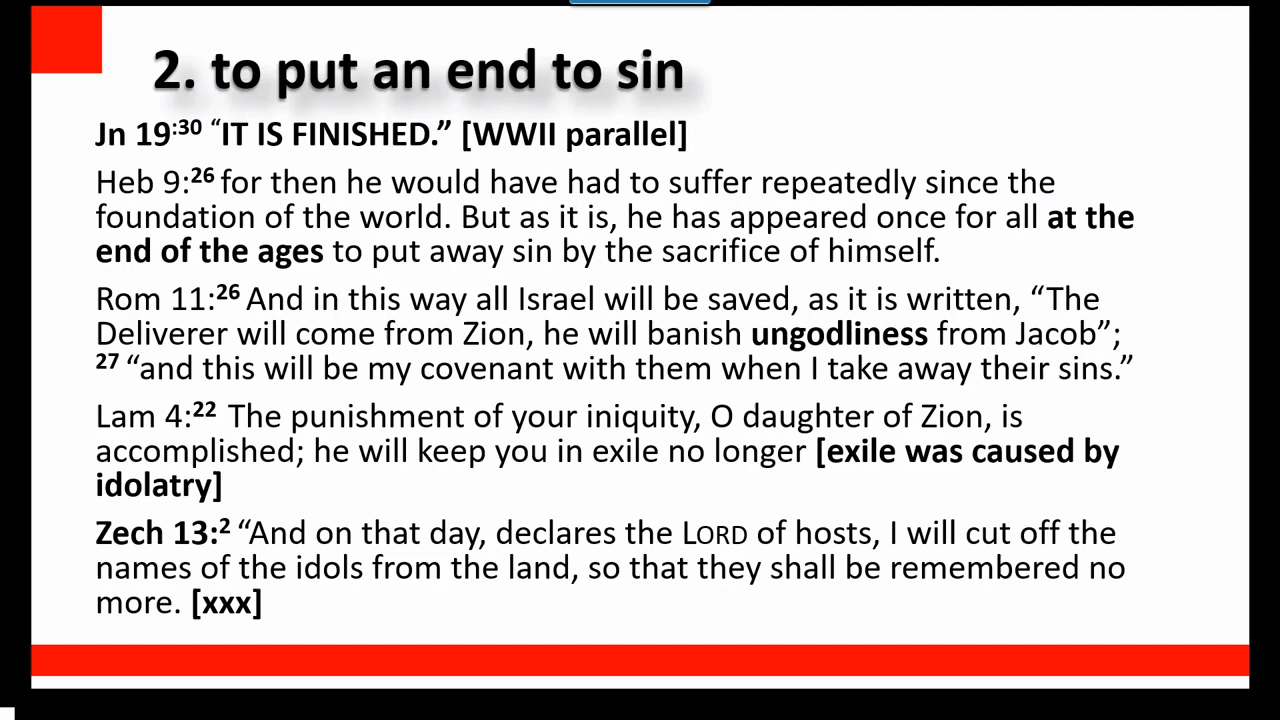 2. to put an end to sin
Jn 19:30 “IT IS FINISHED.” [WWII parallel]
Heb 9:26 for then he would have had to suffer repeatedly since the
foundation of the world. But as it is, he has appeared once for all at the
end of the ages to put away sin by the sacrifice of himself.
Rom 11:26 And in this way all Israel will be saved, as it is written, “The
Deliverer will come from Zion, he will banish ungodliness from Jacob”;
27 “and this will be my covenant with them when I take away their sins.”
Lam 4:22 The punishment of your iniquity, O daughter of Zion, is
accomplished; he will keep you in exile no longer [exile was caused by
idolatry]
Zech 13:2 “And on that day, declares the LORD of hosts, I will cut off the
names of the idols from the land, so that they shall be remembered no
more. [xxx]